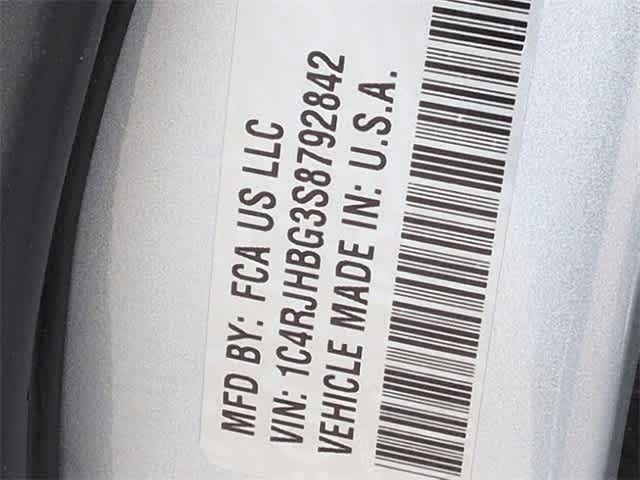 MFD BY: FCA US LLC
VIN: 1C4RJHBG3S8792842
VEHICLE MADE IN: U.S.A.